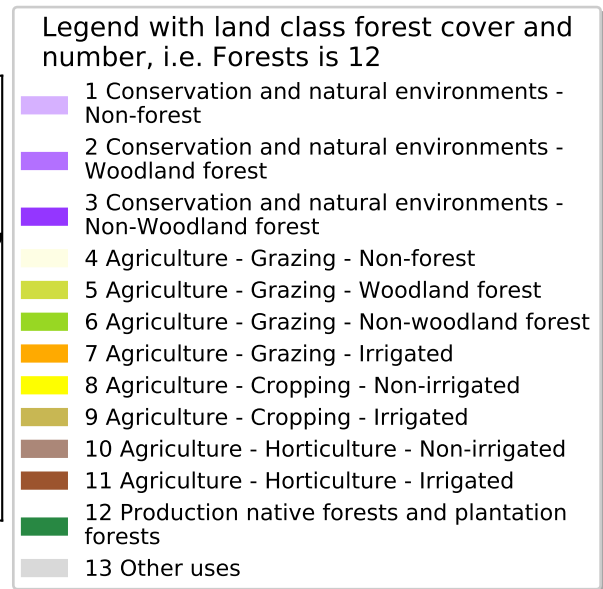 Legend with land class forest cover and
number, i.e. Forests is 12
1 Conservation and natural environments -
Non-forest
2 Conservation and natural environments -
Woodland forest
3 Conservation and natural environments -
Non-Woodland forest
4 Agriculture - Grazing - Non-forest
5 Agriculture - Grazing - Woodland forest
6 Agriculture - Grazing - Non-woodland forest
7 Agriculture - Grazing - Irrigated
8 Agriculture - Cropping - Non-irrigated
9 Agriculture - Cropping - Irrigated
10 Agriculture - Horticulture - Non-irrigated
11 Agriculture - Horticulture - Irrigated
12 Production native forests and plantation
forests
13 Other uses